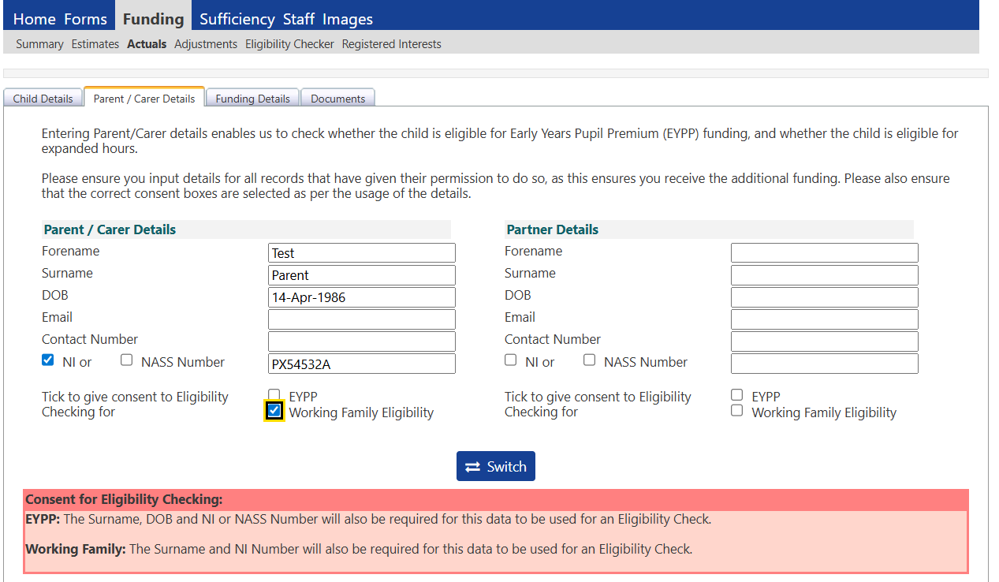 Home Forms Funding Sufficiency Staff Images
Summary Estimates Actuals Adjustments Eligibility Checker Registered Interests
Child Details Parent / Carer Details Funding Details Documents
Entering Parent/Carer details enables us to check whether the child is eligible for Early Years Pupil Premium (EYPP) funding, and whether the child is eligible for
expanded hours.
Please ensure you input details for all records that have given their permission to do so, as this ensures you receive the additional funding. Please also ensure
that the correct consent boxes are selected as per the usage of the details.
Parent / Carer Details
Forename Test
Surname Parent
DOB 14-Apr-1986
Email
Contact Number
NI or NASS Number PX54532A
Tick to give consent to Eligibility EYPP
Checking for Working Family Eligibility
Partner Details
Forename
Surname
DOB
Email
Contact Number
NI or NASS Number
Tick to give consent to Eligibility EYPP
Checking for Working Family Eligibility
Switch
Consent for Eligibility Checking:
EYPP: The Surname, DOB and NI or NASS Number will also be required for this data to be used for an Eligibility Check.
Working Family: The Surname and NI Number will also be required for this data to be used for an Eligibility Check.